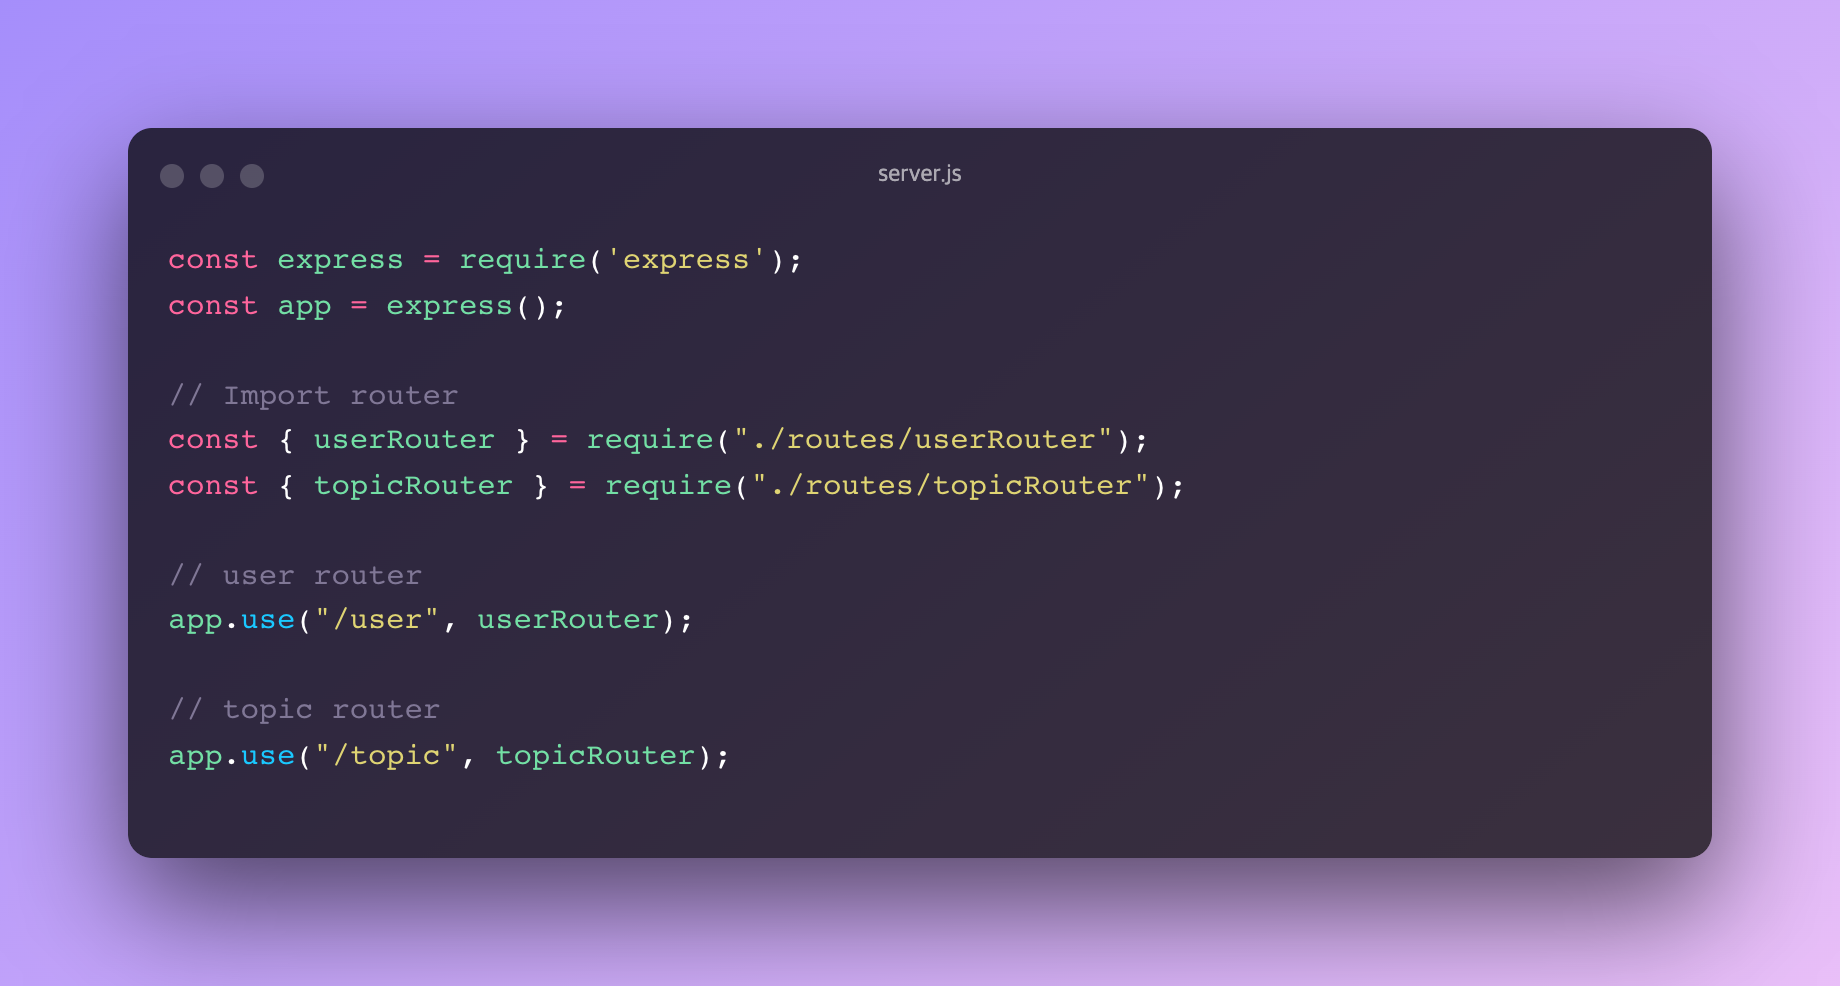 server.js
const express = require('express');
const app = express();
// Import router
const { userRouter } = require("./routes/userRouter");
const { topicRouter } = require("./routes/topicRouter");
// user router
app.use("/user", userRouter);
// topic router
app.use("/topic", topicRouter);